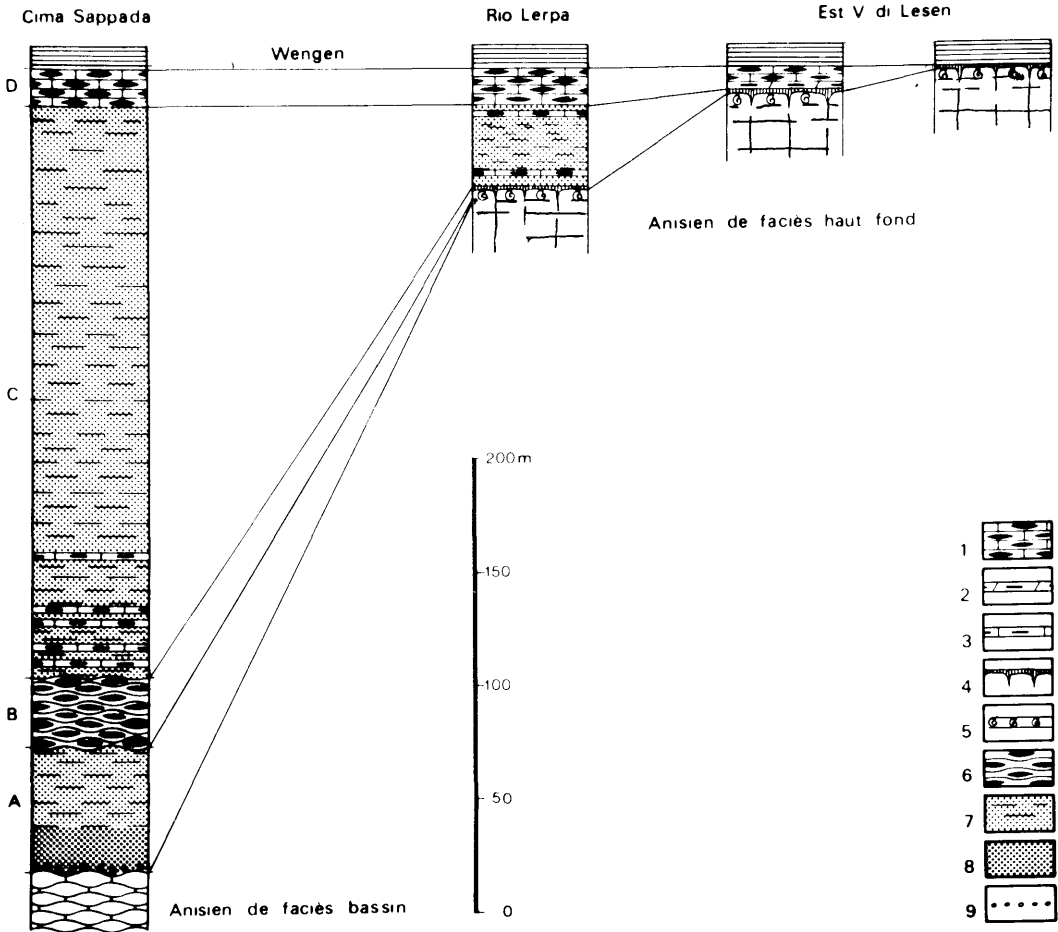 Cima Sappada
Rio Lerpa
Est V di Lesen
Wengen
D
C
B
A
Anisien de faciès haut fond
Anisien de faciès bassin
200m
150
100
50
0
1
2
3
4
5
6
7
8
9